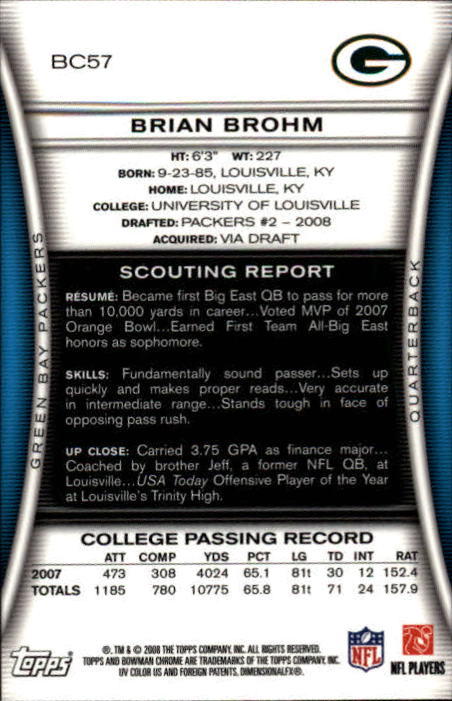 BC57
G
BRIAN BROHM
HT: 6'3" WT: 227
BORN: 9-23-85, LOUISVILLE, KY
HOME: LOUISVILLE, KY
COLLEGE: UNIVERSITY OF LOUISVILLE
DRAFTED: PACKERS #2 – 2008
ACQUIRED: VIA DRAFT
GREEN BAY PACKERS
QUARTERBACK
SCOUTING REPORT
RÉSUMÉ: Became first Big East QB to pass for more
than 10,000 yards in career...Voted MVP of 2007
Orange Bowl...Earned First Team All-Big East
honors as sophomore.
SKILLS: Fundamentally sound passer...Sets up
quickly and makes proper reads...Very accurate
in intermediate range...Stands tough in face of
opposing pass rush.
UP CLOSE: Carried 3.75 GPA as finance major...
Coached by brother Jeff, a former NFL QB, at
Louisville...USA Today Offensive Player of the Year
at Louisville's Trinity High.
COLLEGE PASSING RECORD
ATT COMP YDS PCT LG TD INT RAT
2007 473 308 4024 65.1 81t 30 12 152.4
TOTALS 1185 780 10775 65.8 81t 71 24 157.9
topps
®, TM & © 2008 THE TOPPS COMPANY, INC. ALL RIGHTS RESERVED.
TOPPS AND BOWMAN CHROME ARE TRADEMARKS OF THE TOPPS COMPANY, INC.
UV COLOR US AND FOREIGN PATENTS, DIMENSIONALFX®.
NFL
NFL PLAYERS